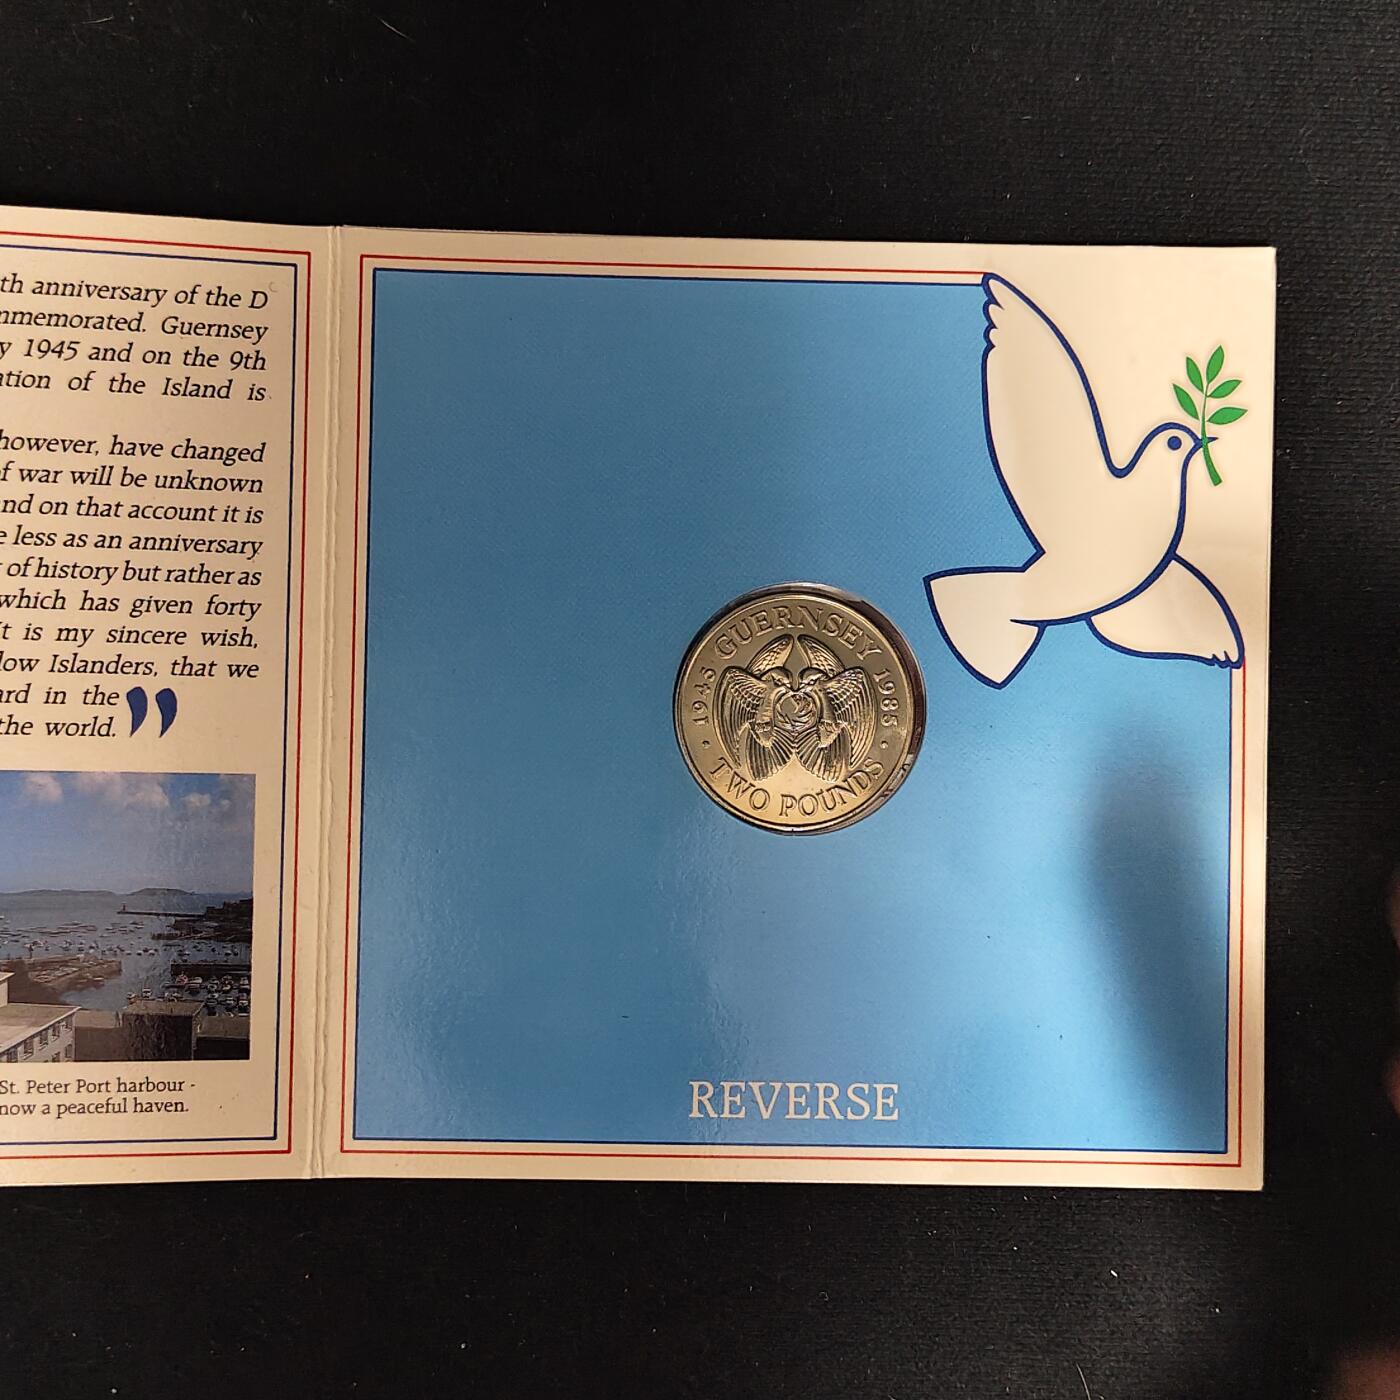 th anniversary of the D
mmemorated. Guernsey
y 1945 and on the 9th
ation of the Island is
however, have changed
f war will be unknown
nd on that account it is
e less as an anniversary
of history but rather as
which has given forty
It is my sincere wish,
low Islanders, that we
ard in the
the world. ”
St. Peter Port harbour -
now a peaceful haven.
GUERNSEY
1945
1985
TWO POUNDS
REVERSE